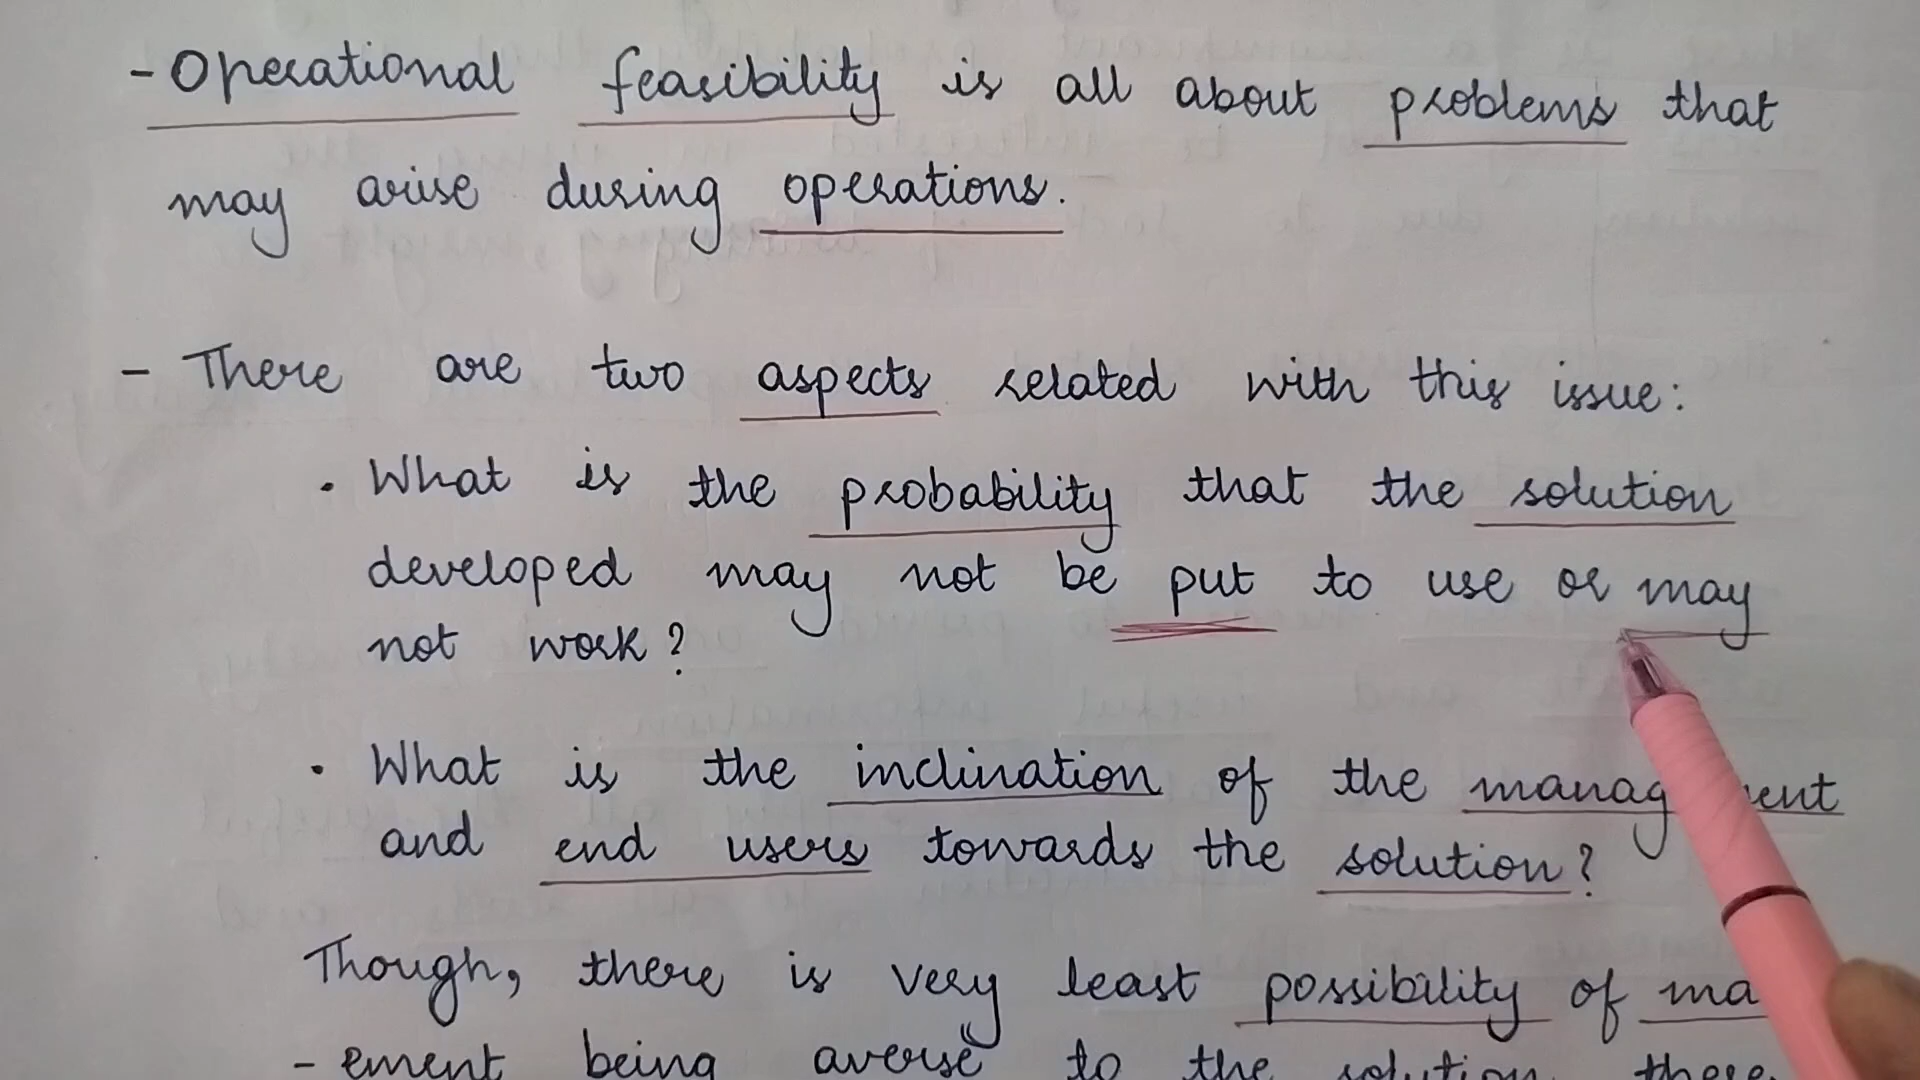 - Operational feasibility is all about problems that
may arise during operations.
- There are two aspects related with this issue:
. What is the probability that the solution
developed may not be put to use or may
not work?
. What is the inclination of the management
and end users towards the solution?
Though, there is very least possibility of ma
- ement being averse to the solution there